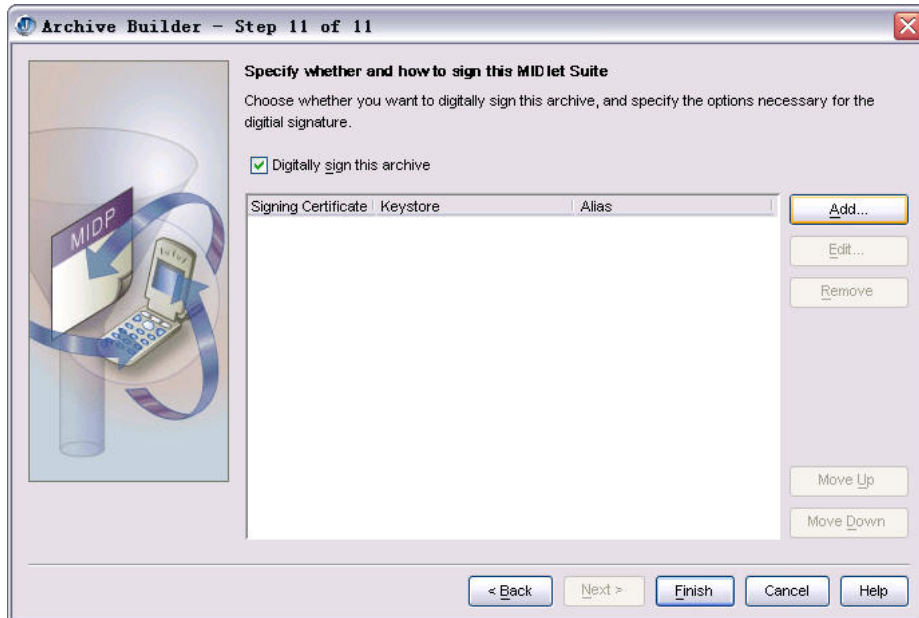 Archive Builder - Step 11 of 11
Specify whether and how to sign this MIDlet Suite
Choose whether you want to digitally sign this archive, and specify the options necessary for the
digitial signature.
Digitally sign this archive
Signing Certificate Keystore Alias
Add...
Edit...
Remove
MIDP
Move Up
Move Down
< Back Next > Finish Cancel Help